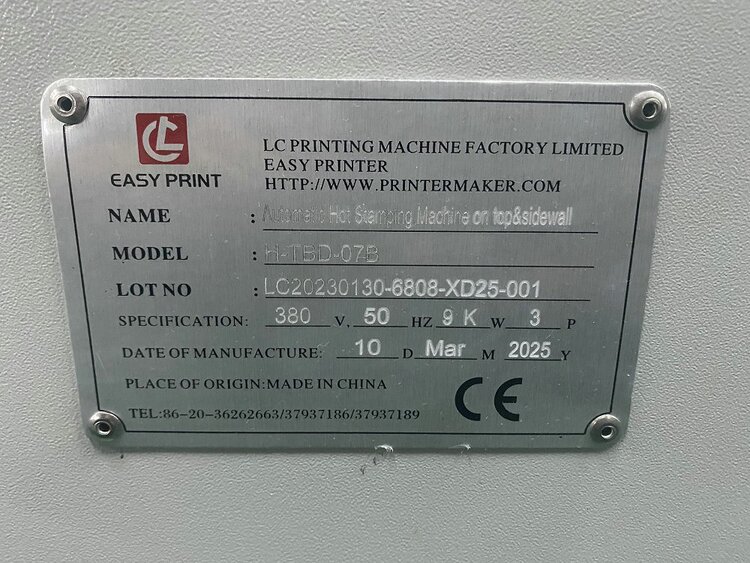 LC
LC PRINTING MACHINE FACTORY LIMITED
EASY PRINTER
EASY PRINT
HTTP://WWW.PRINTERMAKER.COM
NAME : Automatic Hot Stamping Machine on top&sidewall
MODEL : H-TBD-07B
LOT NO : LC20230130-6808-XD25-001
SPECIFICATION: 380 V, 50 HZ 9 K W 3 P
DATE OF MANUFACTURE: 10 D Mar M 2025 Y
PLACE OF ORIGIN:MADE IN CHINA
CE
TEL:86-20-36262663/37937186/37937189